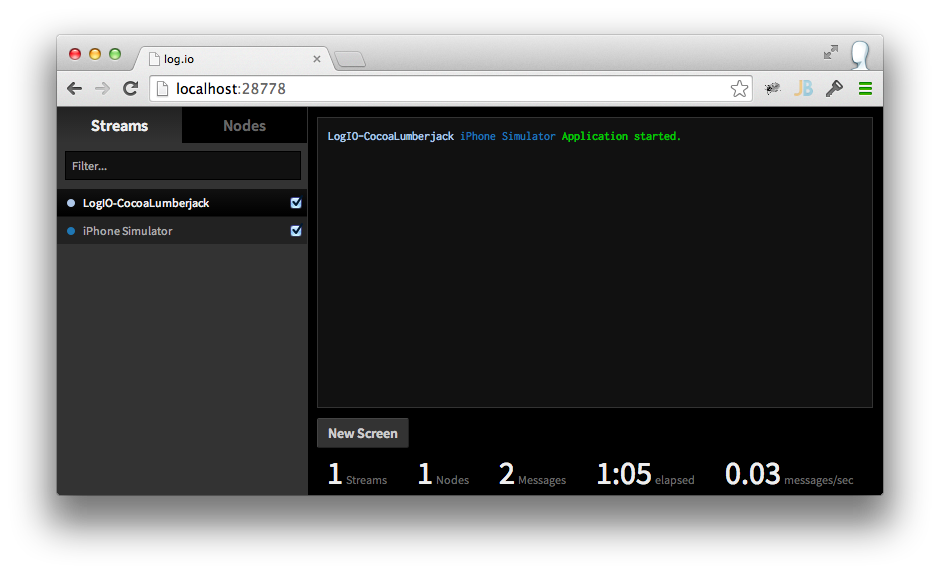 log.io
localhost:28778
JB
Streams Nodes
Filter...
LogIO-CocoaLumberjack
iPhone Simulator
LogIO-CocoaLumberjack iPhone Simulator Application started.
New Screen
1 Streams 1 Nodes 2 Messages 1:05 elapsed 0.03 messages/sec